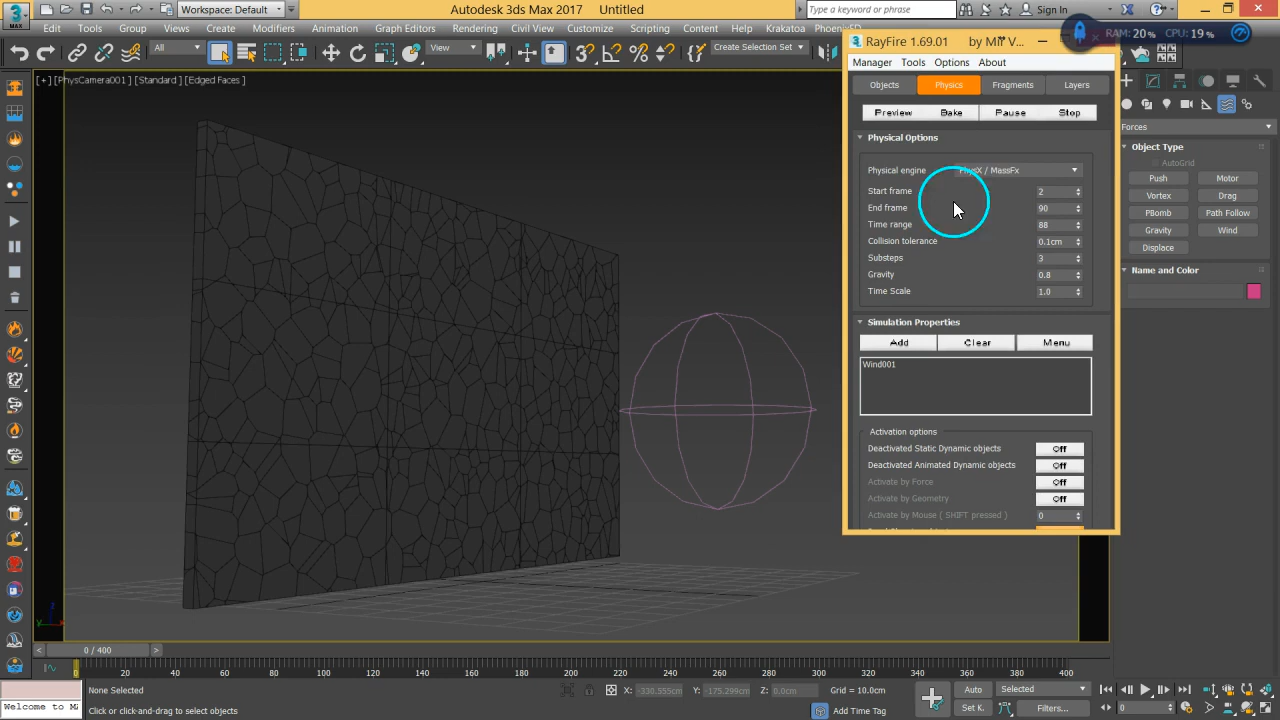 Workspace: Default
Autodesk 3ds Max 2017 Untitled
Type a keyword or phrase
Sign In
Edit Tools Group Views Create Modifiers Animation Graph Editors Rendering Civil View Customize Scripting Content Help Krakatoa PhoenixFD
RAM: 20% CPU: 19%
All
View
Create Selection Set
[+] [PhysCamera001 ] [Standard ] [Edged Faces ]
RayFire 1.69.01 by Mir V...
Manager Tools Options About
Objects Physics Fragments Layers
Preview Bake Pause Stop
Physical Options
Physical engine PhysX / MassFx
Start frame 2
End frame 90
Time range 88
Collision tolerance 0.1cm
Substeps 3
Gravity 0.8
Time Scale 1.0
Simulation Properties
Add Clear Menu
Wind001
Activation options
Deactivated Static Dynamic objects Off
Deactivated Animated Dynamic objects Off
Activate by Force Off
Activate by Geometry Off
Activate by Mouse ( SHIFT pressed ) 0
Forces
Object Type
AutoGrid
Push Motor
Vortex Drag
PBomb Path Follow
Gravity Wind
Displace
Name and Color
0 / 400
0 20 40 60 80 100 120 140 160 180 200 220 240 260 280 300 320 340 360 380 400
None Selected
X: -330.555cm Y: -175.299cm Z: 0.0cm Grid = 10.0cm
Auto Selected
Welcome to M
Click or click-and-drag to select objects
Add Time Tag
Set K. Filters...
0